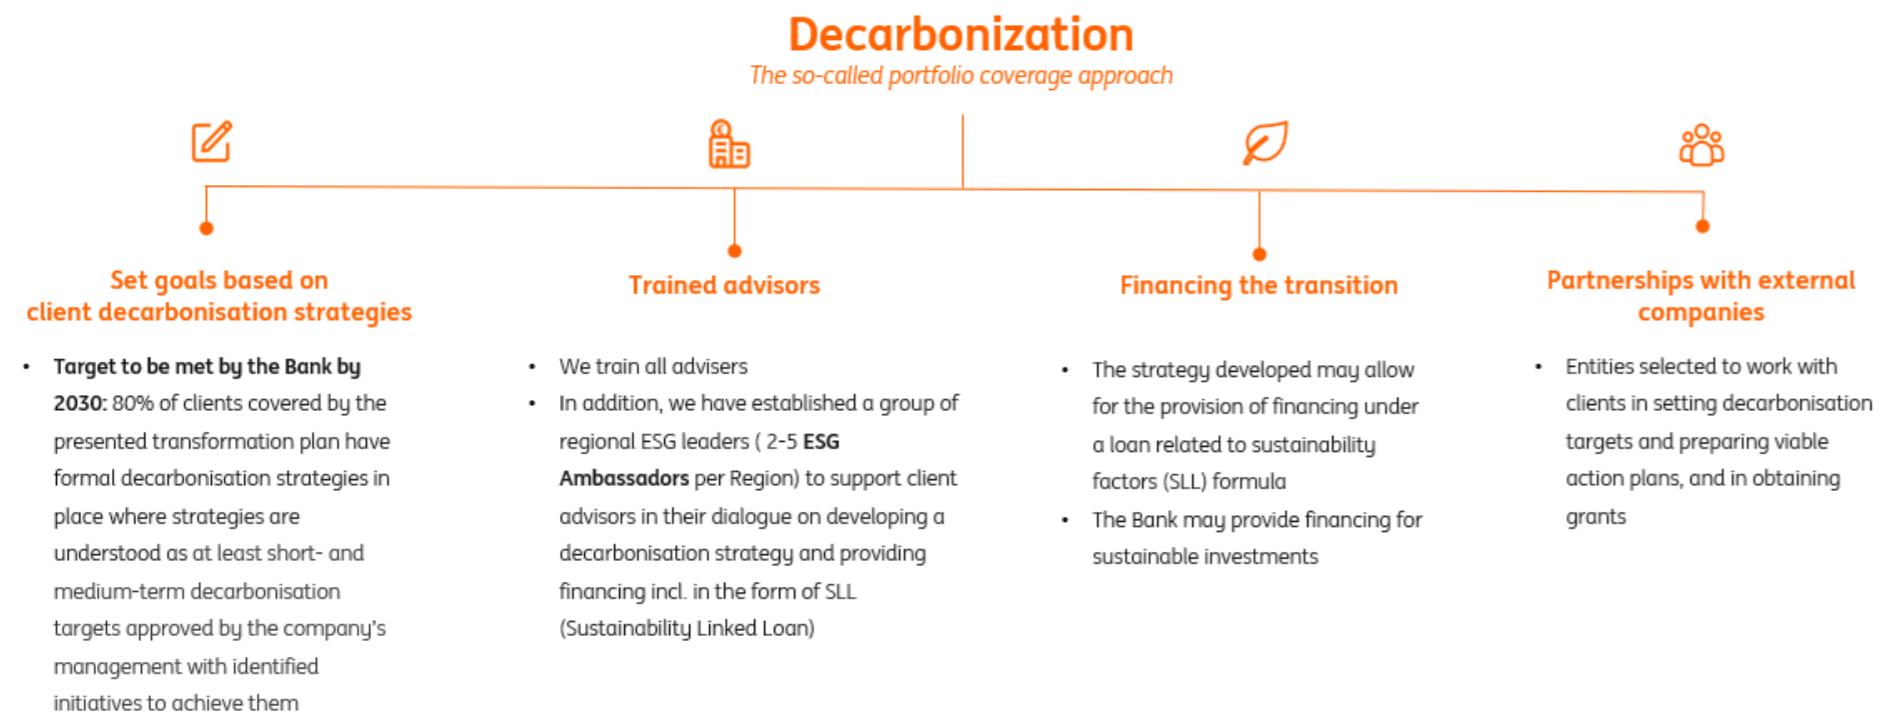 Decarbonization
The so-called portfolio coverage approach
Set goals based on
client decarbonisation strategies
• Target to be met by the Bank by
2030: 80% of clients covered by the
presented transformation plan have
formal decarbonisation strategies in
place where strategies are
understood as at least short- and
medium-term decarbonisation
targets approved by the company's
management with identified
initiatives to achieve them
Trained advisors
• We train all advisers
• In addition, we have established a group of
regional ESG leaders ( 2-5 ESG
Ambassadors per Region) to support client
advisors in their dialogue on developing a
decarbonisation strategy and providing
financing incl. in the form of SLL
(Sustainability Linked Loan)
Financing the transition
• The strategy developed may allow
for the provision of financing under
a loan related to sustainability
factors (SLL) formula
• The Bank may provide financing for
sustainable investments
Partnerships with external
companies
• Entities selected to work with
clients in setting decarbonisation
targets and preparing viable
action plans, and in obtaining
grants